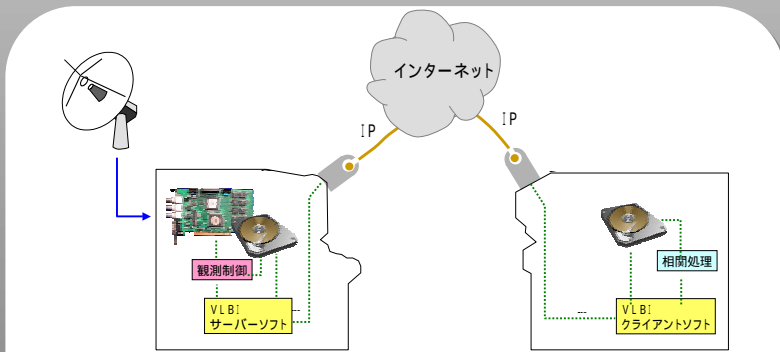 インターネット
IP
IP
観測制御.
相関処理
VLBI
サーバーソフト
VLBI
クライアントソフト